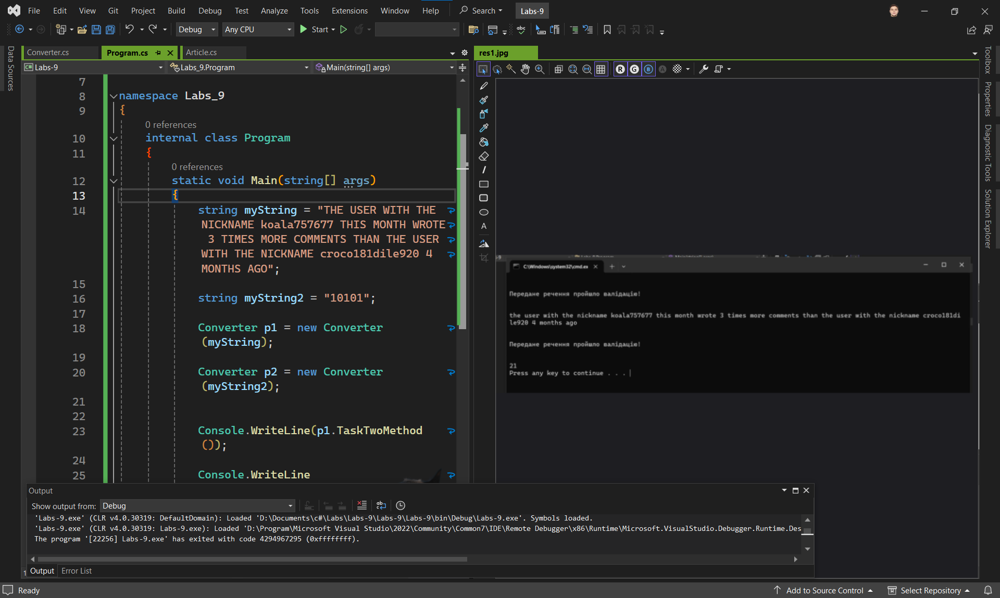 File Edit View Git Project Build Debug Test Analyze Tools Extensions Window Help Search Labs-9
Debug Any CPU Start
Data Sources
Converter.cs Program.cs Article.cs
Labs-9 Labs_9.Program Main(string[] args)
7
8 namespace Labs_9
9 {
0 references
10 internal class Program
11 {
0 references
12 static void Main(string[] args)
13 {
14 string myString = "THE USER WITH THE
NICKNAME koala757677 THIS MONTH WROTE
3 TIMES MORE COMMENTS THAN THE USER
WITH THE NICKNAME croco181dile920 4
MONTHS AGO";
15
16 string myString2 = "10101";
17
18 Converter p1 = new Converter
(myString);
19
20 Converter p2 = new Converter
(myString2);
21
22
23 Console.WriteLine(p1.TaskTwoMethod
());
24
25 Console.WriteLine
res1.jpg
R G B A
A
C:\Windows\system32\cmd.ex
Передане речення пройшло валідацію!
the user with the nickname koala757677 this month wrote 3 times more comments than the user with the nickname croco181di
le920 4 months ago
Передане речення пройшло валідацію!
21
Press any key to continue . . .
Toolbox
Properties
Diagnostic Tools
Solution Explorer
Output
Show output from: Debug
'Labs-9.exe' (CLR v4.0.30319: DefaultDomain): Loaded 'D:\Documents\c#\Labs\Labs-9\Labs-9\Labs-9\bin\Debug\Labs-9.exe'. Symbols loaded.
'Labs-9.exe' (CLR v4.0.30319: Labs-9.exe): Loaded 'D:\Program\Microsoft Visual Studio\2022\Community\Common7\IDE\Remote Debugger\x86\Runtime\Microsoft.VisualStudio.Debugger.Runtime.Des
The program '[22256] Labs-9.exe' has exited with code 4294967295 (0xffffffff).
1 Output Error List
Ready Add to Source Control Select Repository